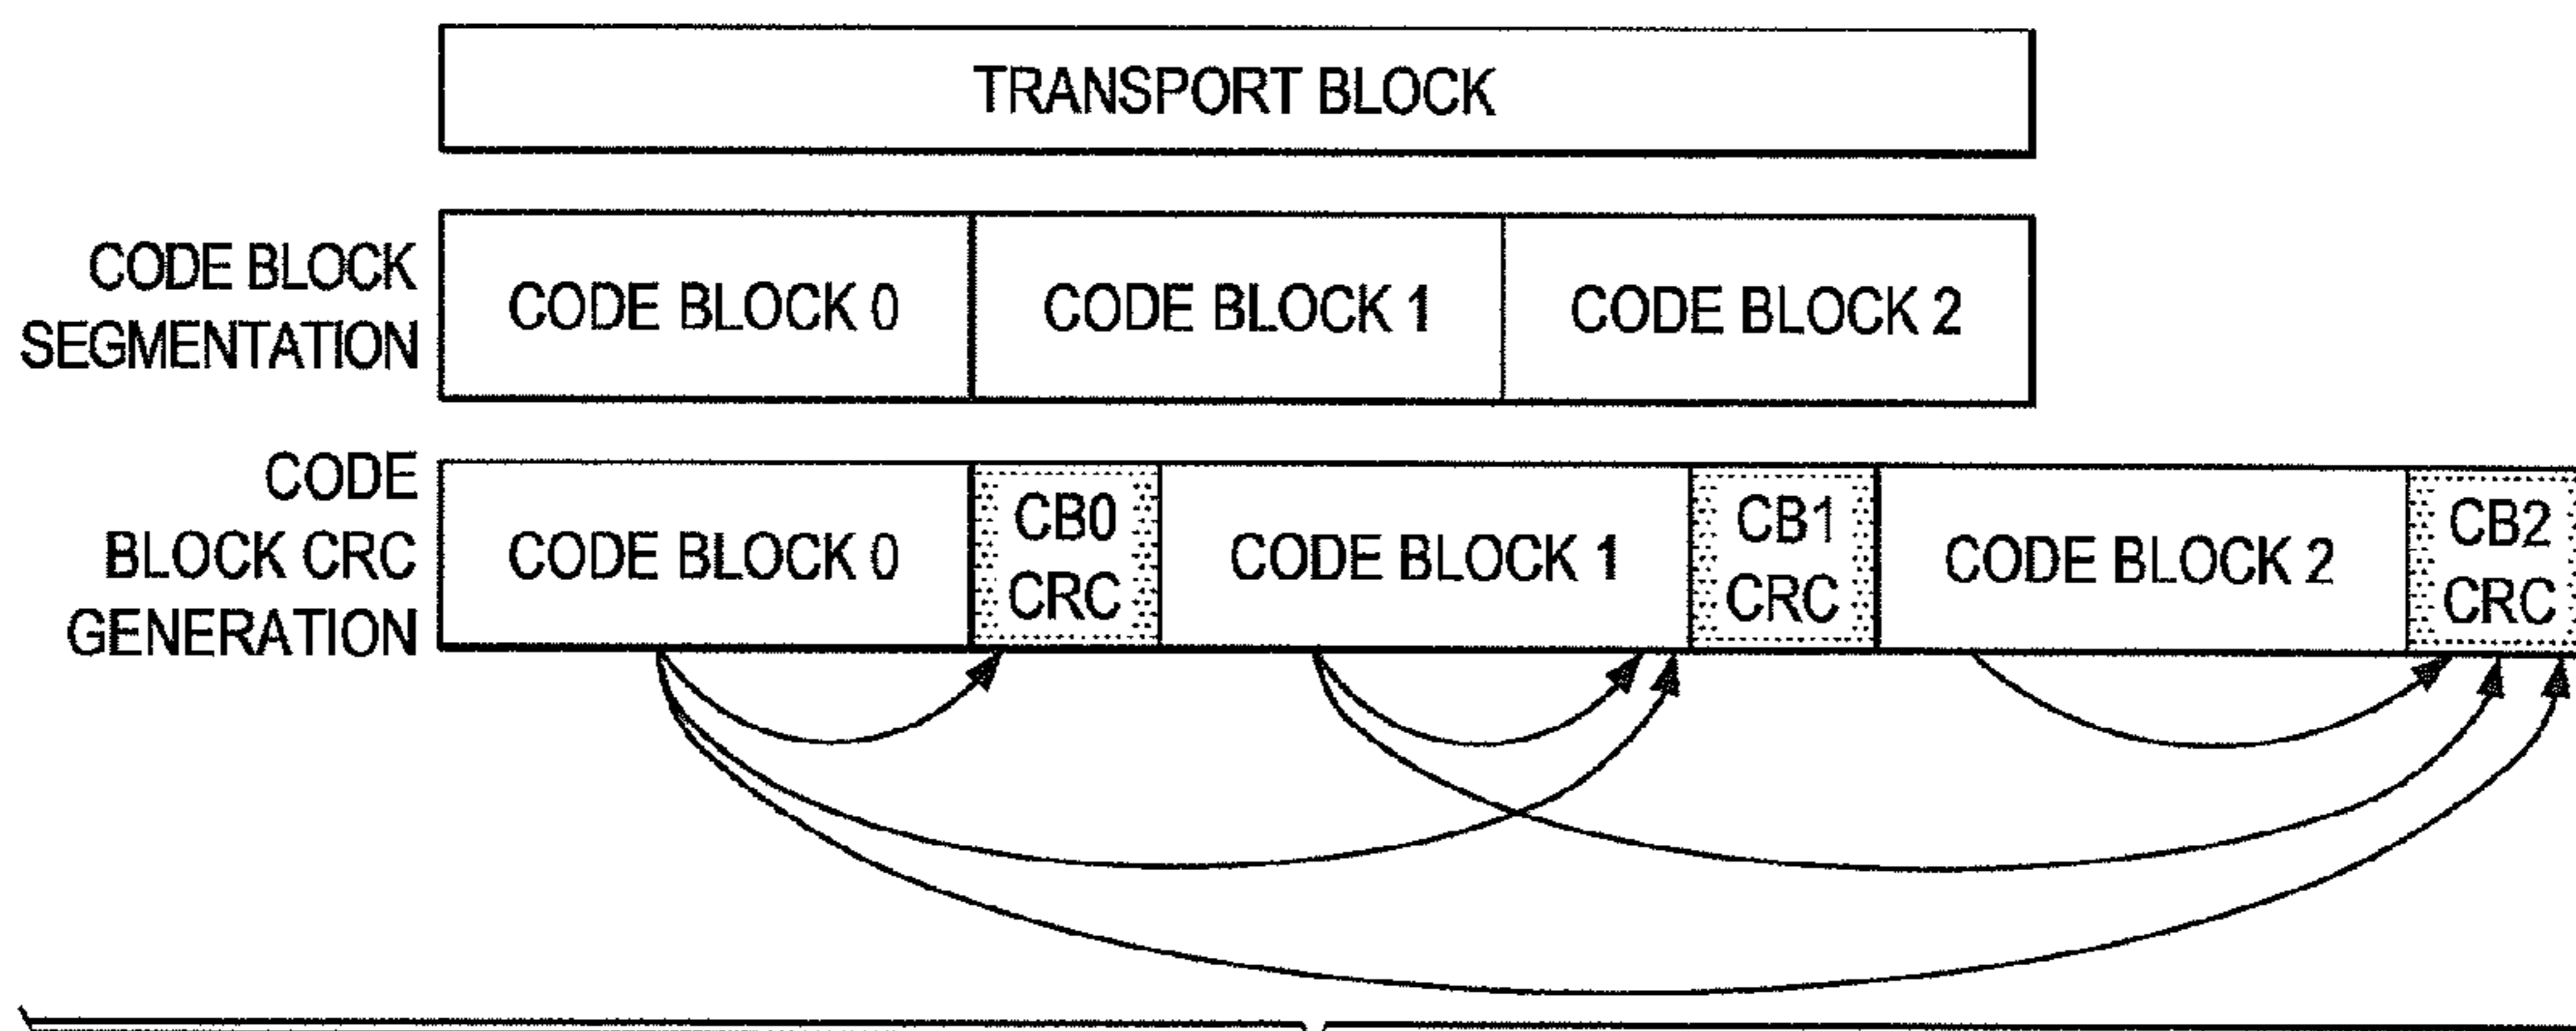 TRANSPORT BLOCK
CODE BLOCK
SEGMENTATION
CODE BLOCK 0
CODE BLOCK 1
CODE BLOCK 2
CODE
BLOCK CRC
GENERATION
CODE BLOCK 0
CB0
CRC
CODE BLOCK 1
CB1
CRC
CODE BLOCK 2
CB2
CRC